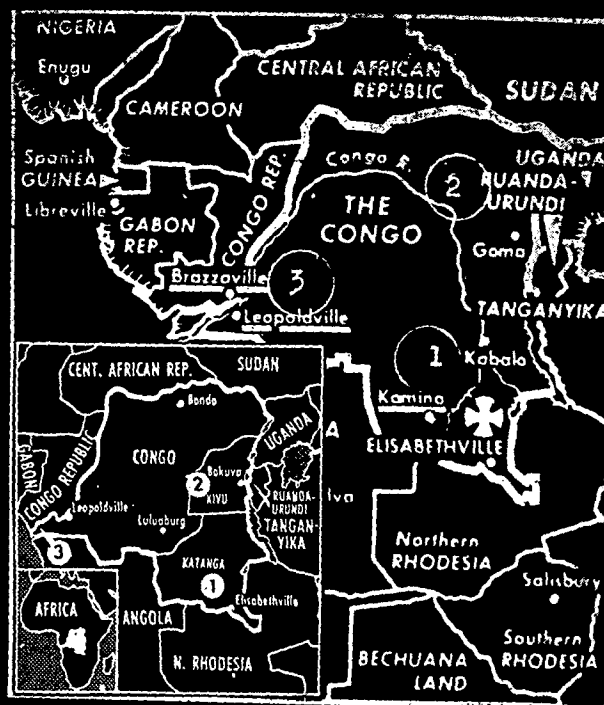 NIGERIA
Enugu
CENTRAL AFRICAN
REPUBLIC
SUDAN
CAMEROON
Spanish
GUINEA
Libreville
GABON
REP.
CONGO REP.
Congo R.
THE
CONGO
2
UGANDA
RUANDA-
URUNDI
Goma
Brazzaville
3
Leopoldville
TANGANYIKA
1
Kabalo
Kamina
ELISABETHVILLE
A
Northern
RHODESIA
Salisbury
Southern
RHODESIA
BECHUANA
LAND
CENT. AFRICAN REP.
SUDAN
Bondo
GABON
CONGO REPUBLIC
CONGO
UGANDA
2
Bukuvu
KIVU
Leopoldville
Luluaburg
RUANDA-
URUNDI
TANGAN-
YIKA
3
KATANGA
1
Elisabethville
AFRICA
ANGOLA
N. RHODESIA